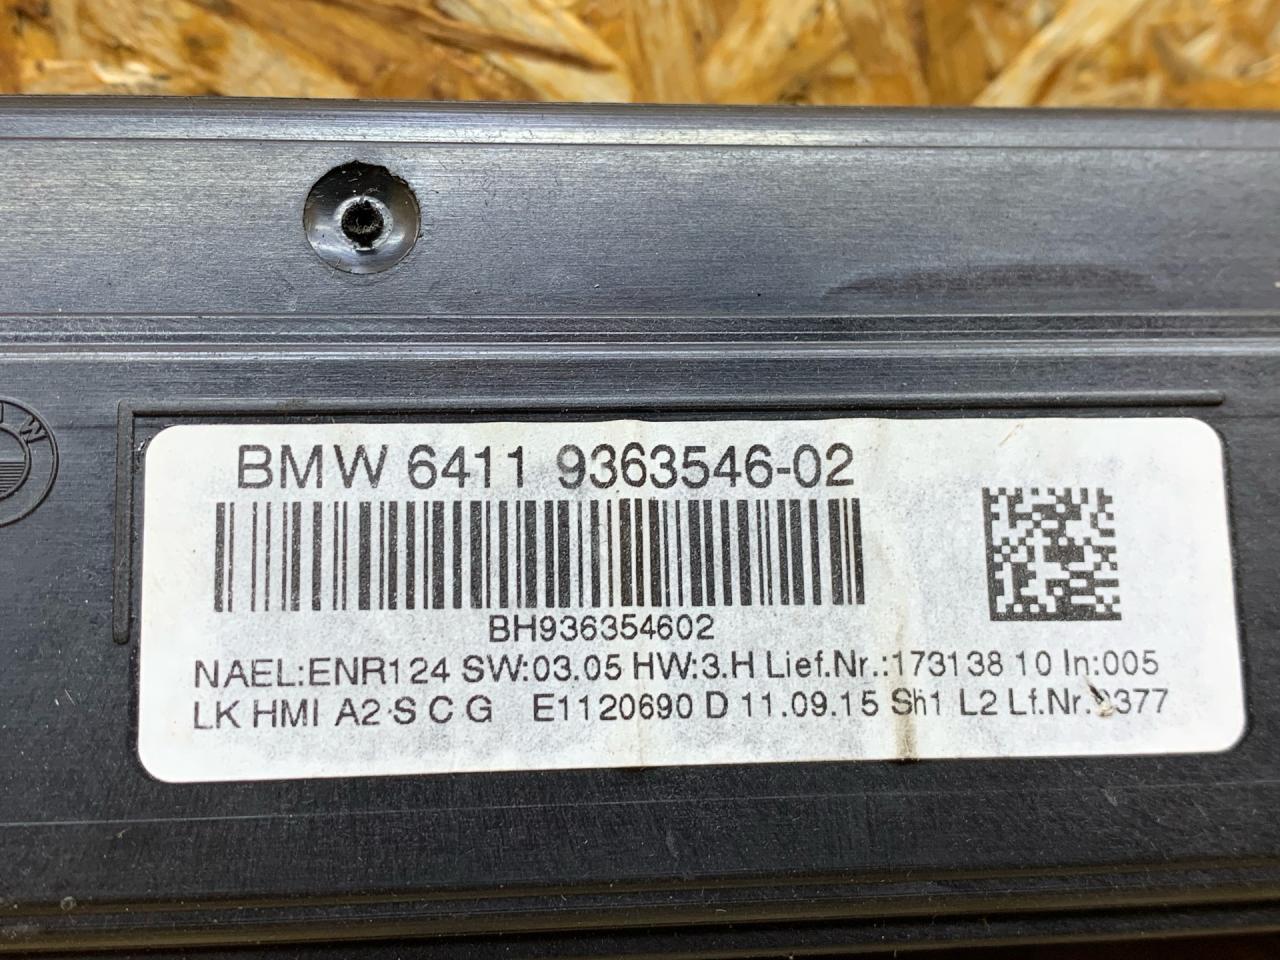 BMW 6411 9363546-02
BH936354602
NAEL:ENR124 SW:03.05 HW:3.H Lief.Nr.:173138 10 In:005
LK HMI A2 S C G E1120690 D 11.09.15 Sh1 L2 Lf.Nr.